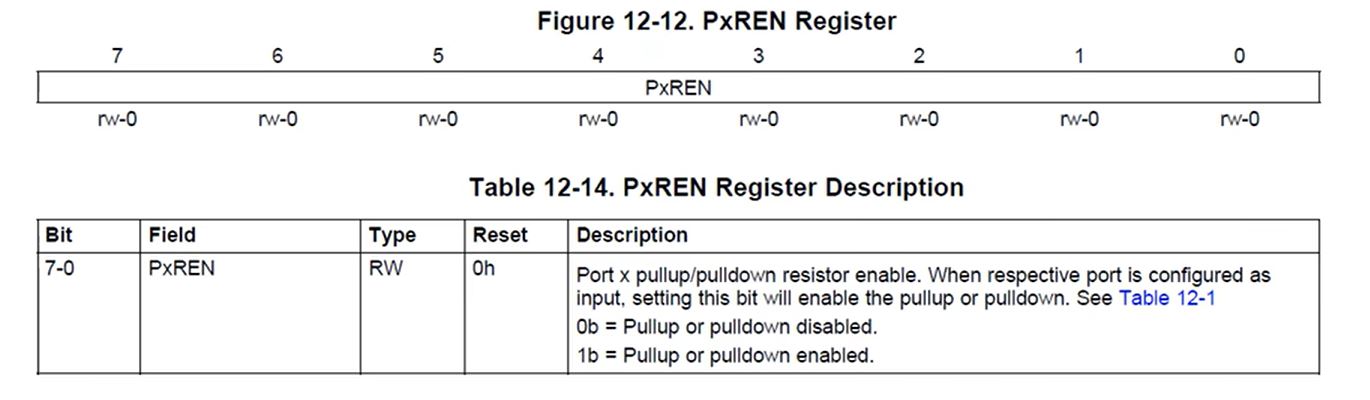 Figure 12-12. PxREN Register
7 6 5 4 3 2 1 0
PxREN
rw-0 rw-0 rw-0 rw-0 rw-0 rw-0 rw-0 rw-0
Table 12-14. PxREN Register Description
Bit Field Type Reset Description
7-0 PxREN RW 0h Port x pullup/pulldown resistor enable. When respective port is configured as
input, setting this bit will enable the pullup or pulldown. See Table 12-1
0b = Pullup or pulldown disabled.
1b = Pullup or pulldown enabled.